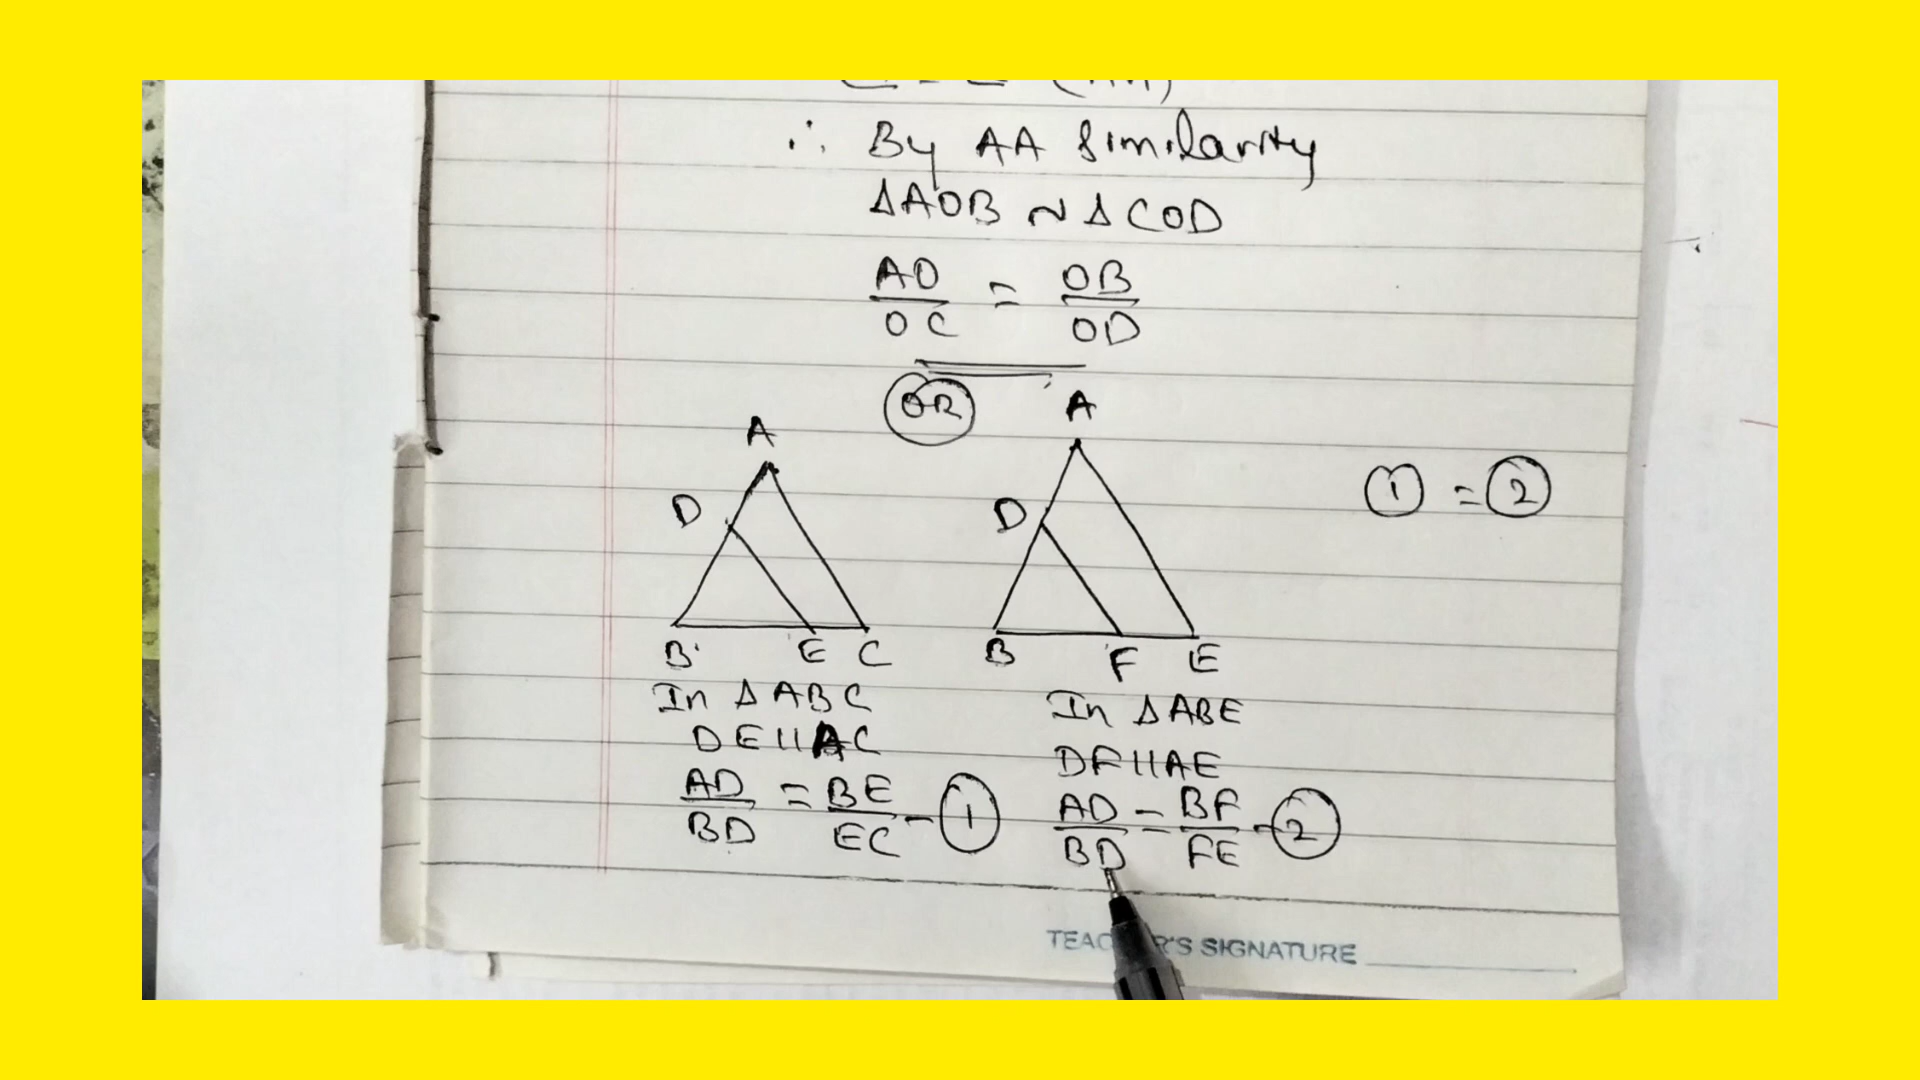 ∴ By AA Similarity
ΔAOB ~ ΔCOD
AO/OC = OB/OD
OR
A
A
D
D
① = ②
B E C
B F E
In ΔABC
DE||AC
AD/BD = BE/EC - ①
In ΔABE
DF||AE
AD/BD = BF/FE - ②
SIGNATURE